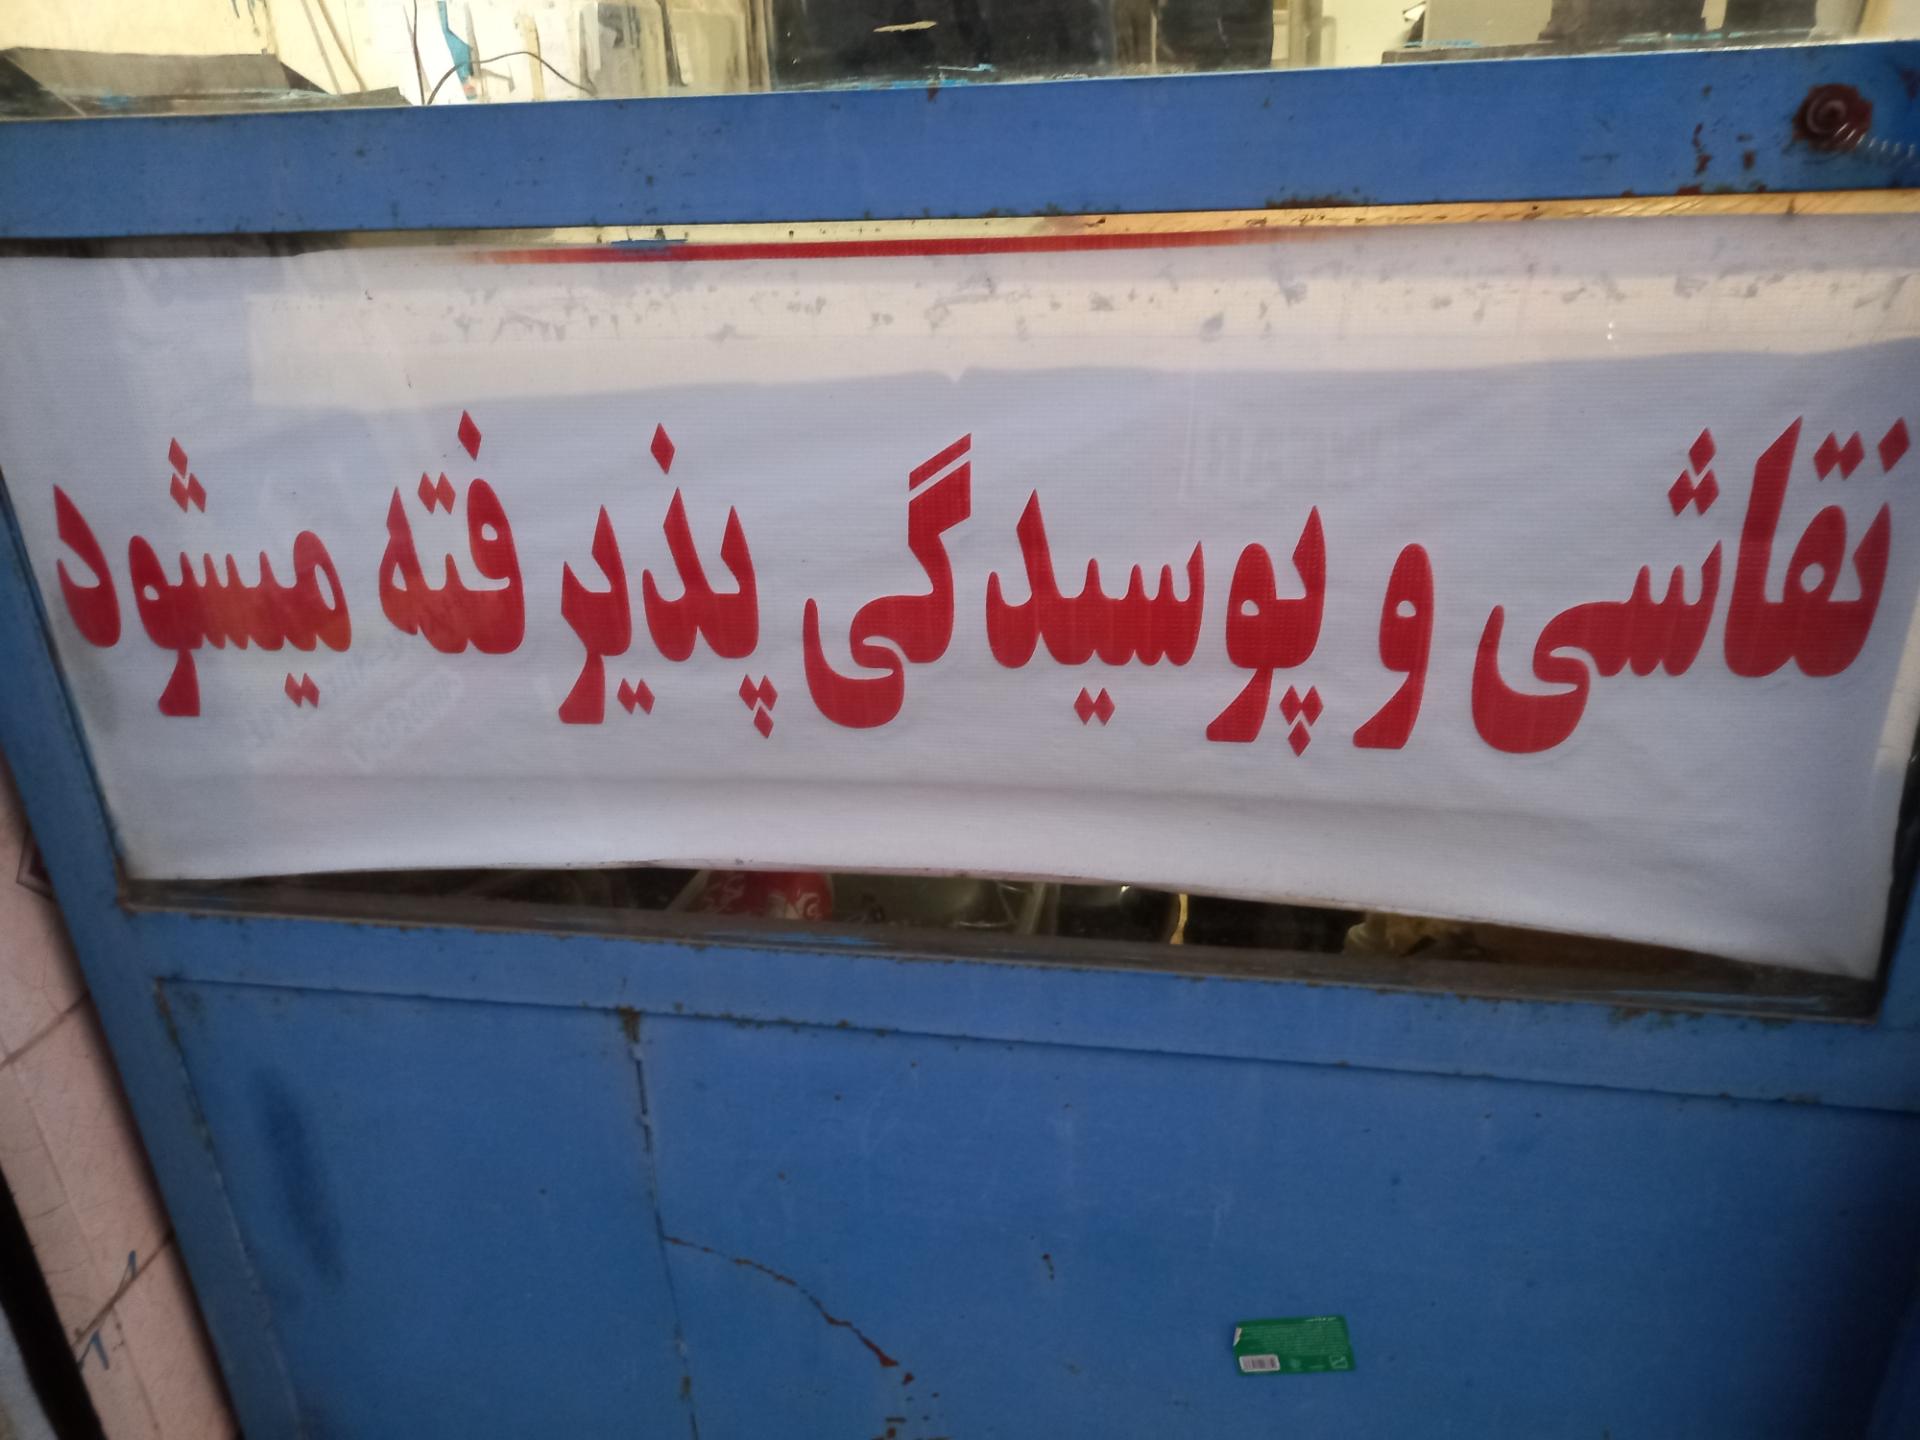 نقاشی و پوسیدگی پذیرفته میشود